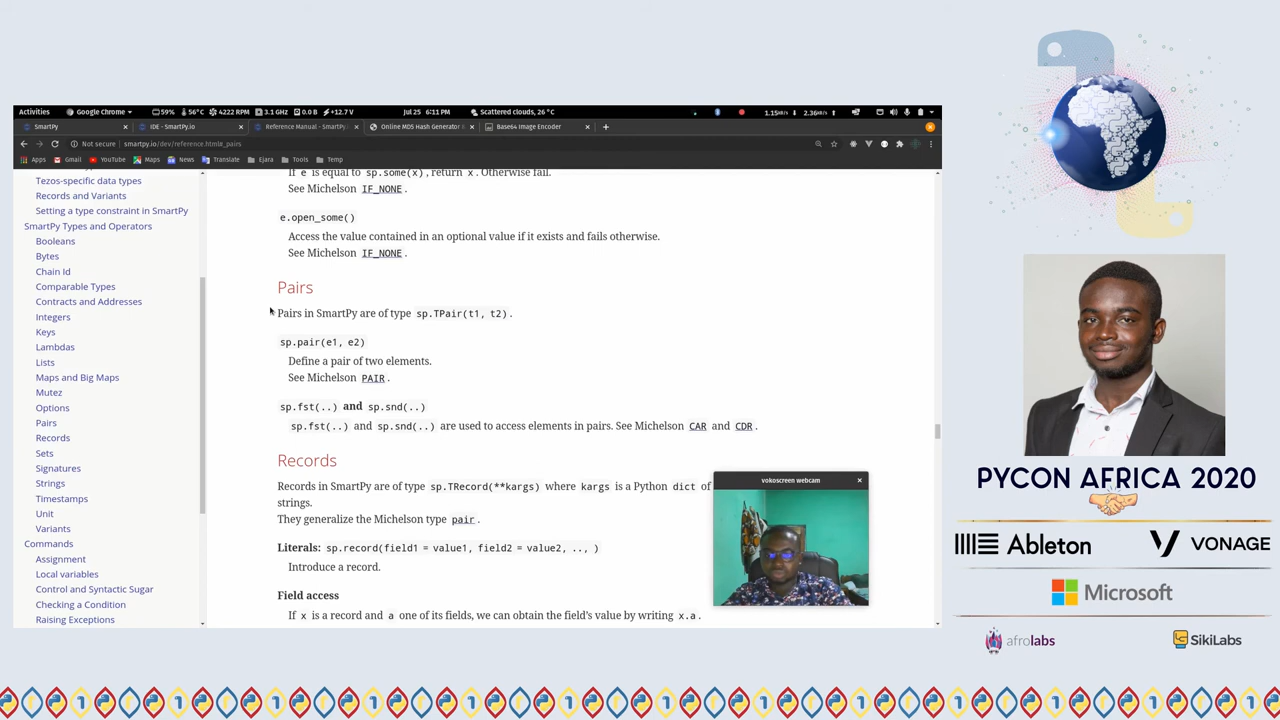 Activities
Google Chrome
59%
56°C
4222 RPM
3.1 GHz
0.0 B
+12.7 V
Jul 25 6:11 PM
Scattered clouds, 26 °C
SmartPy
IDE - SmartPy.io
Reference Manual - SmartPy
Online MD5 Hash Generator
Base64 Image Encoder
Not secure
smartpy.io/dev/reference.html#_pairs
Apps
Gmail
YouTube
Maps
News
Translate
Ejara
Tools
Temp
Tezos-specific data types
Records and Variants
Setting a type constraint in SmartPy
SmartPy Types and Operators
Booleans
Bytes
Chain Id
Comparable Types
Contracts and Addresses
Integers
Keys
Lambdas
Lists
Maps and Big Maps
Mutez
Options
Pairs
Records
Sets
Signatures
Strings
Timestamps
Unit
Variants
Commands
Assignment
Local variables
Control and Syntactic Sugar
Checking a Condition
Raising Exceptions
If e is equal to sp.some(x), return x. Otherwise fail.
See Michelson IF_NONE.
e.open_some()
Access the value contained in an optional value if it exists and fails otherwise.
See Michelson IF_NONE.
Pairs
Pairs in SmartPy are of type sp.TPair(t1, t2).
sp.pair(e1, e2)
Define a pair of two elements.
See Michelson PAIR.
sp.fst(..) and sp.snd(..)
sp.fst(..) and sp.snd(..) are used to access elements in pairs. See Michelson CAR and CDR.
Records
Records in SmartPy are of type sp.TRecord(**kargs) where kargs is a Python dict of
strings.
They generalize the Michelson type pair.
Literals: sp.record(field1 = value1, field2 = value2, .., )
Introduce a record.
Field access
If x is a record and a one of its fields, we can obtain the field's value by writing x.a.
vokoscreen webcam
PYCON AFRICA 2020
Ableton
VONAGE
Microsoft
afrolabs
SikiLabs